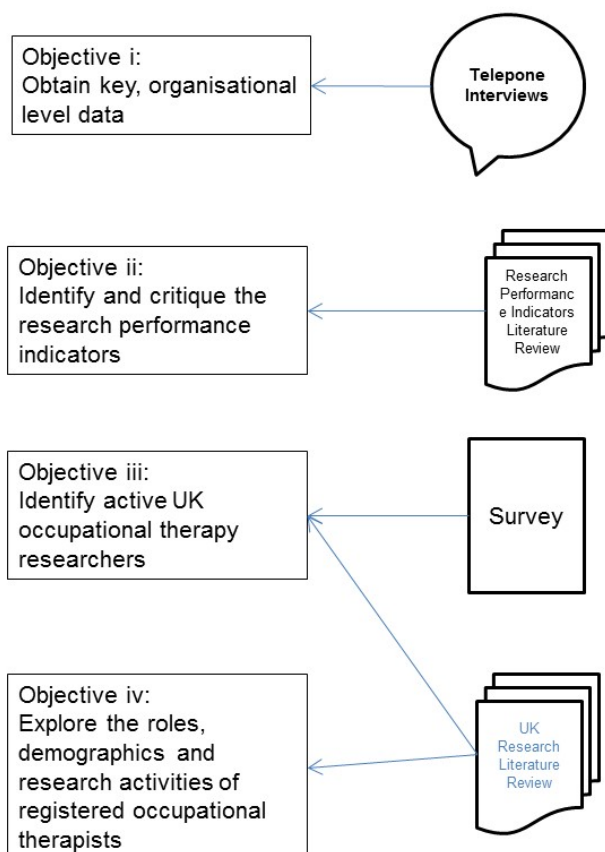 Objective i:
Obtain key, organisational
level data
Telepone
Interviews
Objective ii:
Identify and critique the
research performance
indicators
Research
Performanc
e Indicators
Literature
Review
Objective iii:
Identify active UK
occupational therapy
researchers
Survey
Objective iv:
Explore the roles,
demographics and
research activities of
registered occupational
therapists
UK
Research
Literature
Review